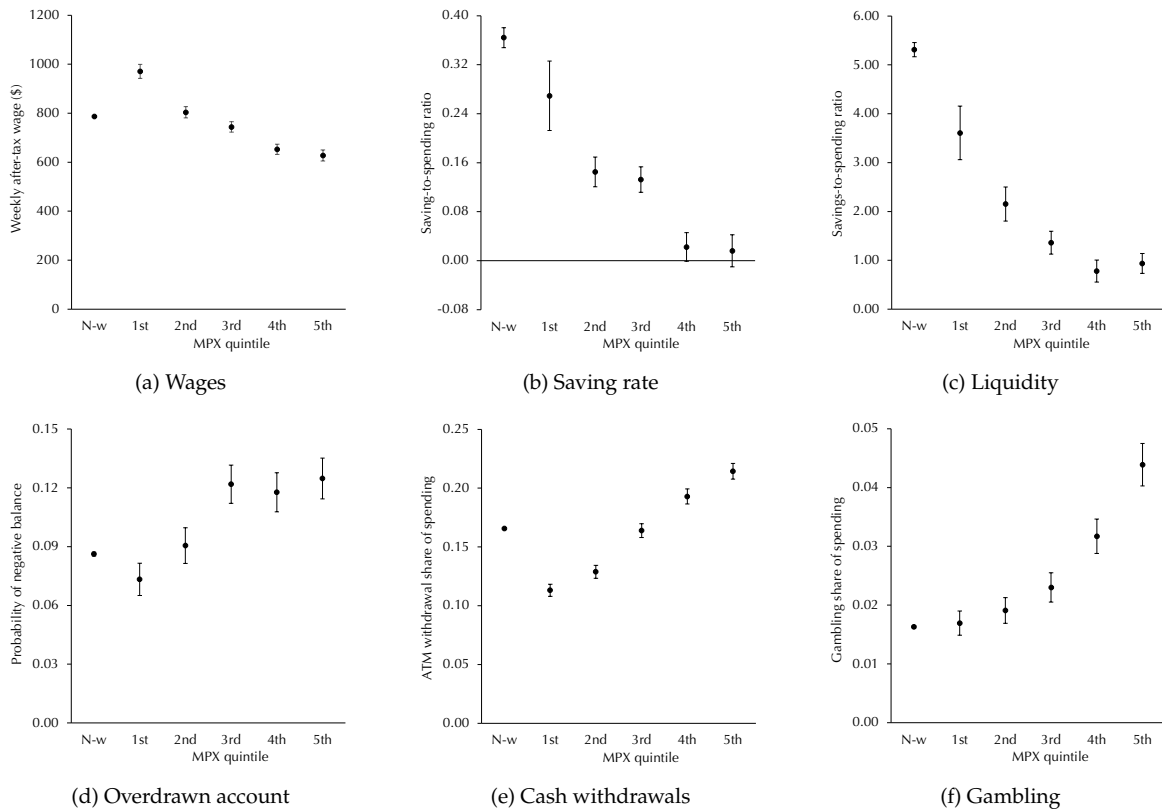 Weekly after-tax wage ($)
1200
1000
800
600
400
200
0
N-w 1st 2nd 3rd 4th 5th
MPX quintile
(a) Wages
Saving-to-spending ratio
0.40
0.32
0.24
0.16
0.08
0.00
-0.08
N-w 1st 2nd 3rd 4th 5th
MPX quintile
(b) Saving rate
Savings-to-spending ratio
6.00
5.00
4.00
3.00
2.00
1.00
0.00
N-w 1st 2nd 3rd 4th 5th
MPX quintile
(c) Liquidity
Probability of negative balance
0.15
0.12
0.09
0.06
0.03
0.00
N-w 1st 2nd 3rd 4th 5th
MPX quintile
(d) Overdrawn account
ATM withdrawal share of spending
0.25
0.20
0.15
0.10
0.05
0.00
N-w 1st 2nd 3rd 4th 5th
MPX quintile
(e) Cash withdrawals
Gambling share of spending
0.05
0.04
0.03
0.02
0.01
0.00
N-w 1st 2nd 3rd 4th 5th
MPX quintile
(f) Gambling